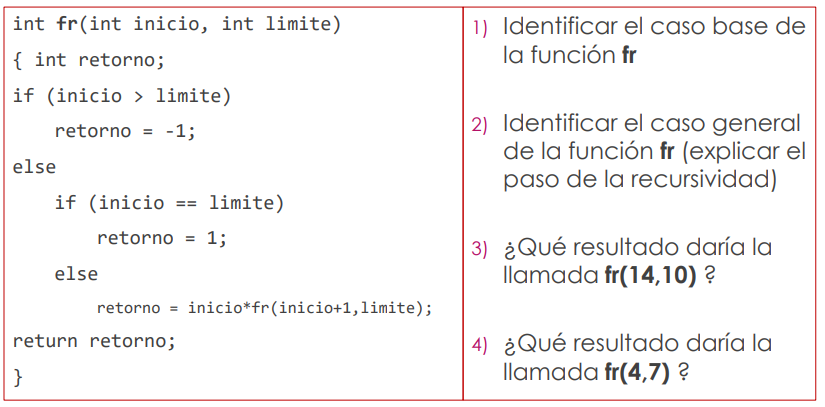 int fr(int inicio, int limite)
{ int retorno;
if (inicio > limite)
retorno = -1;
else
if (inicio == limite)
retorno = 1;
else
retorno = inicio*fr(inicio+1,limite);
return retorno;
}
1) Identificar el caso base de
la función fr
2) Identificar el caso general
de la función fr (explicar el
paso de la recursividad)
3) ¿Qué resultado daría la
llamada fr(14,10) ?
4) ¿Qué resultado daría la
llamada fr(4,7) ?